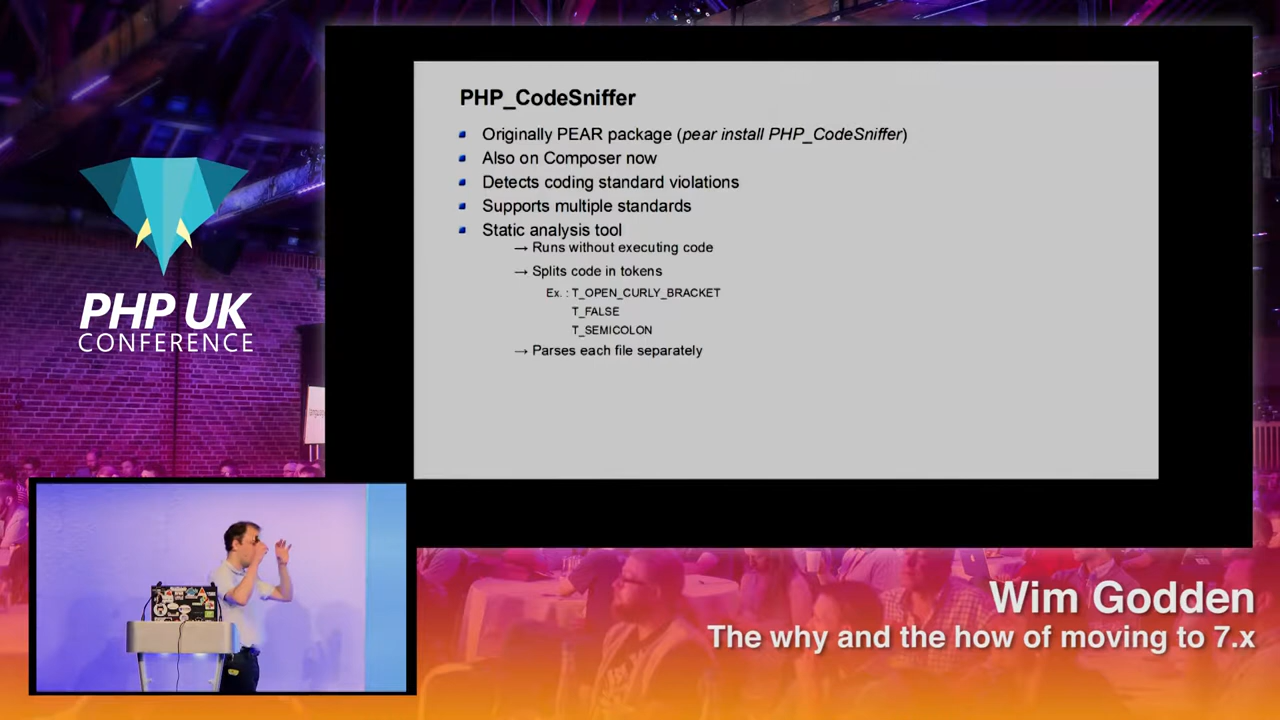 PHP_CodeSniffer
Originally PEAR package (pear install PHP_CodeSniffer)
Also on Composer now
Detects coding standard violations
Supports multiple standards
Static analysis tool
→ Runs without executing code
→ Splits code in tokens
Ex. : T_OPEN_CURLY_BRACKET
T_FALSE
T_SEMICOLON
→ Parses each file separately
PHP UK
CONFERENCE
Wim Godden
The why and the how of moving to 7.x